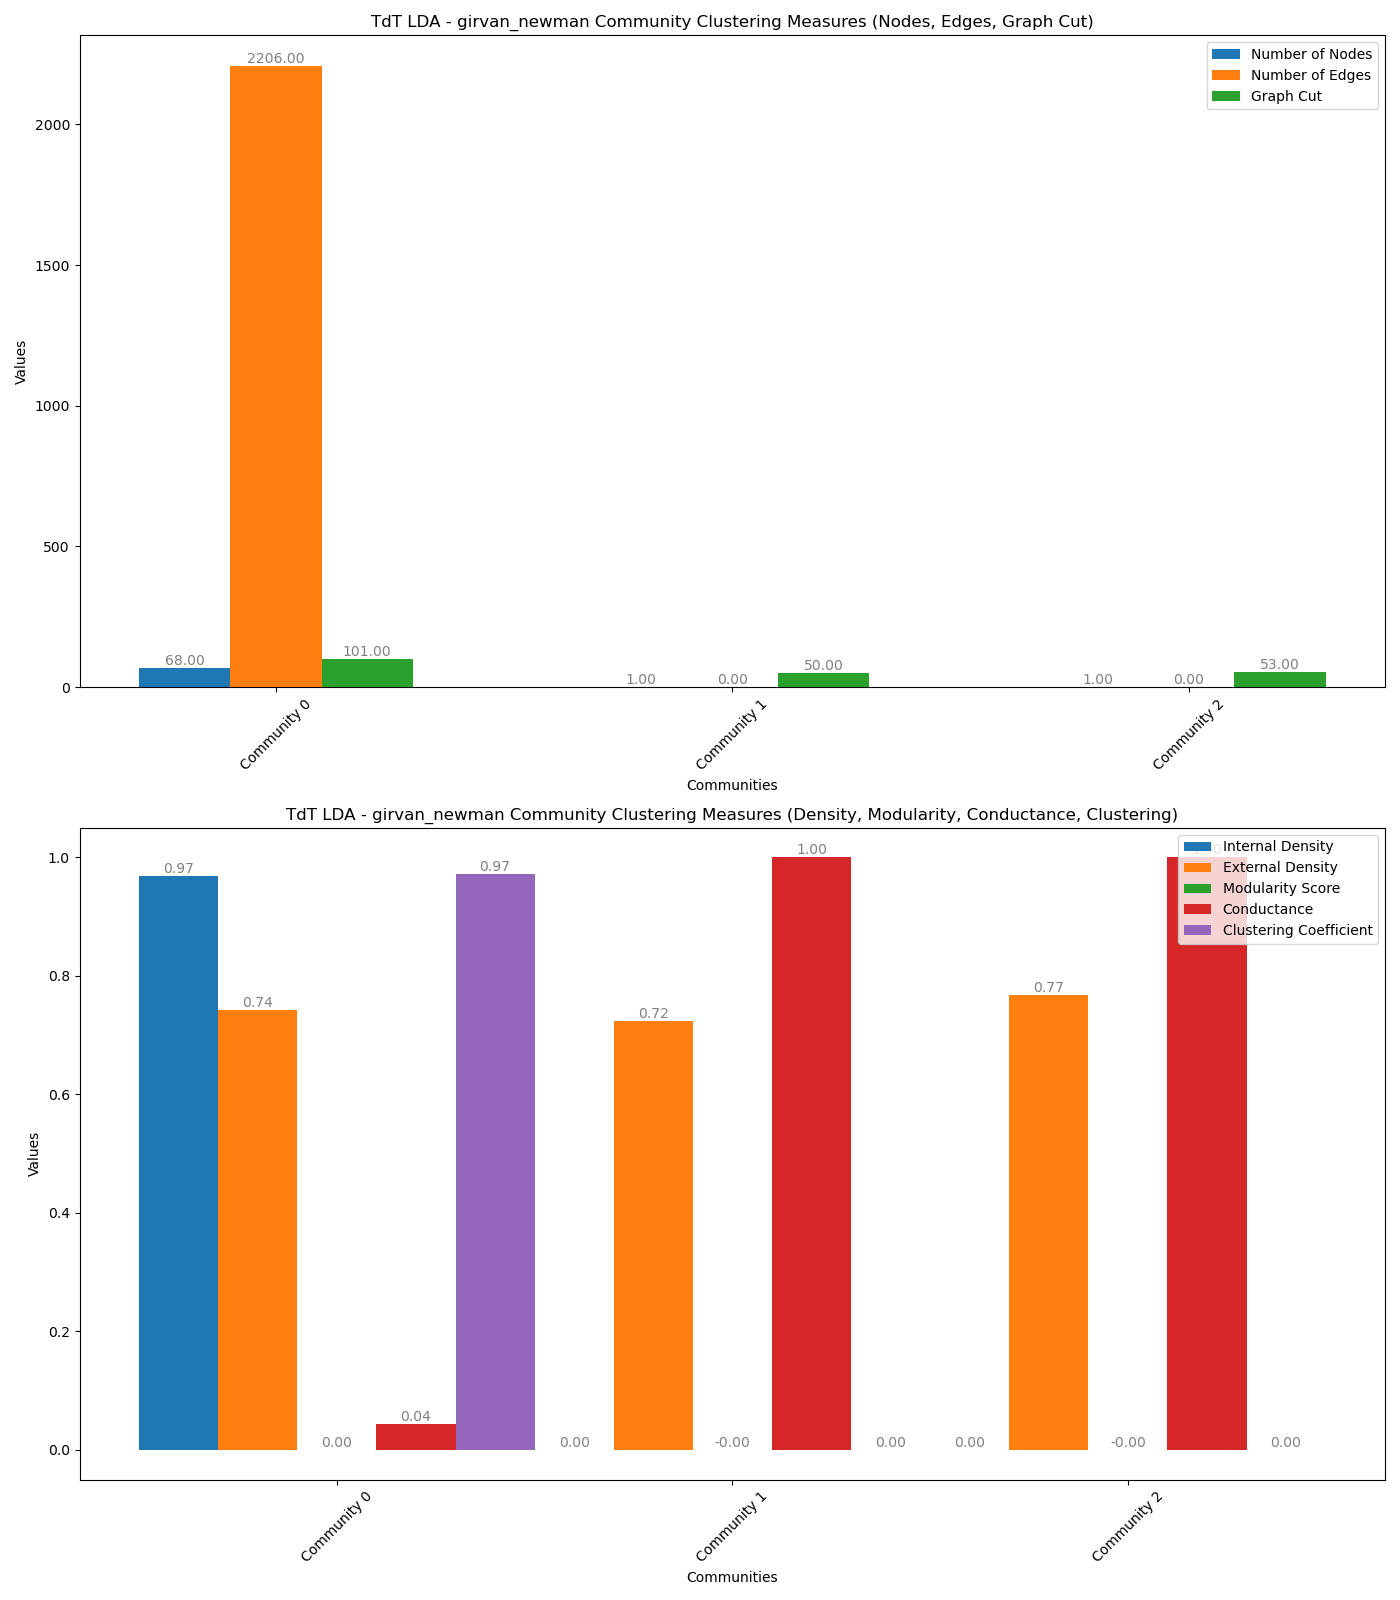 TdT LDA - girvan_newman Community Clustering Measures (Nodes, Edges, Graph Cut)
Number of Nodes
Number of Edges
Graph Cut
2206.00
68.00
101.00
1.00
0.00
50.00
1.00
0.00
53.00
2000
1500
1000
500
0
Values
Community 0
Community 1
Community 2
Communities
TdT LDA - girvan_newman Community Clustering Measures (Density, Modularity, Conductance, Clustering)
Internal Density
External Density
Modularity Score
Conductance
Clustering Coefficient
0.97
0.74
0.00
0.04
0.97
0.00
0.72
-0.00
1.00
0.00
0.00
0.77
-0.00
0.00
1.0
0.8
0.6
0.4
0.2
0.0
Values
Community 0
Community 1
Community 2
Communities